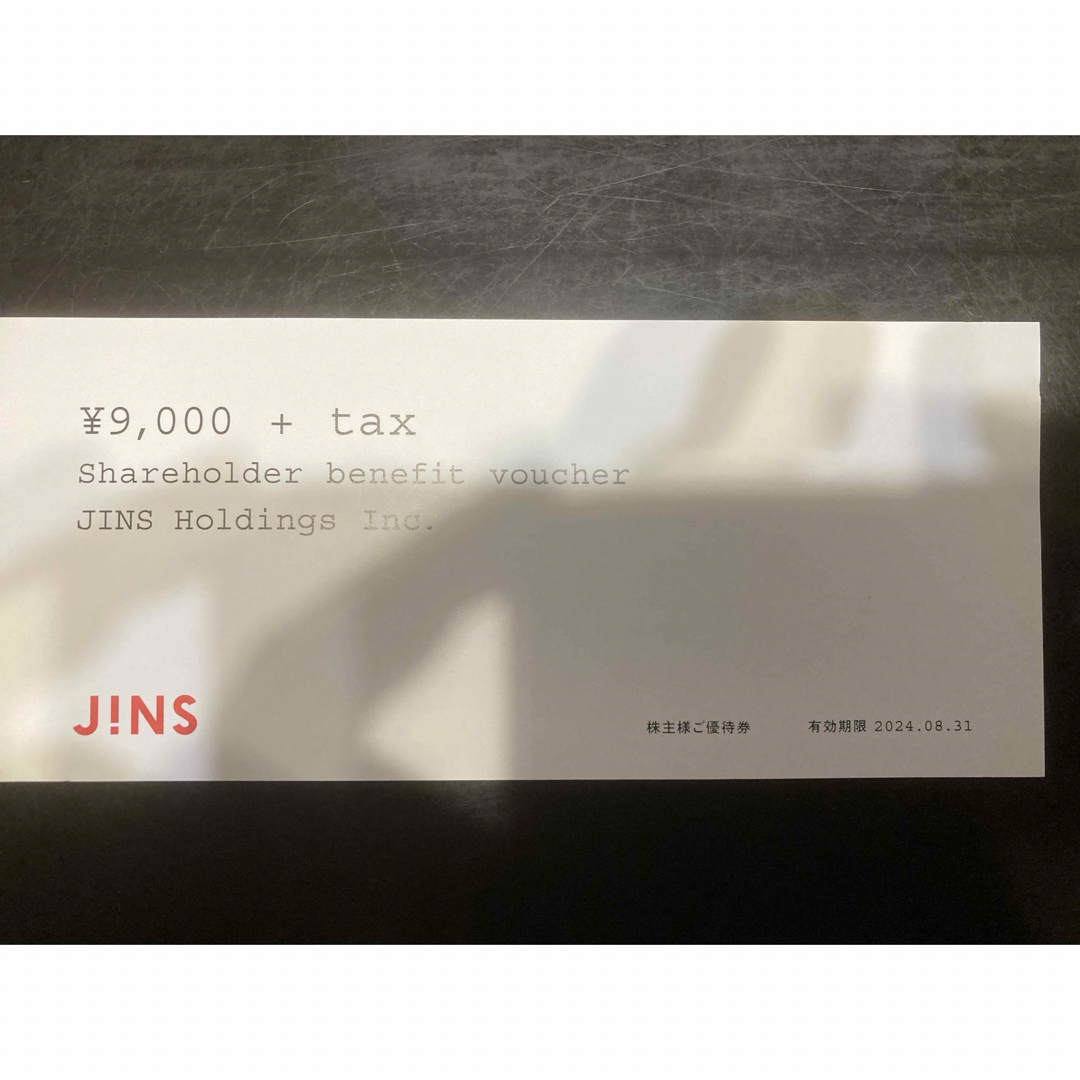 ¥9,000 + tax
Shareholder benefit voucher
JINS Holdings Inc.
J!NS
株主様ご優待券 有効期限 2024.08.31